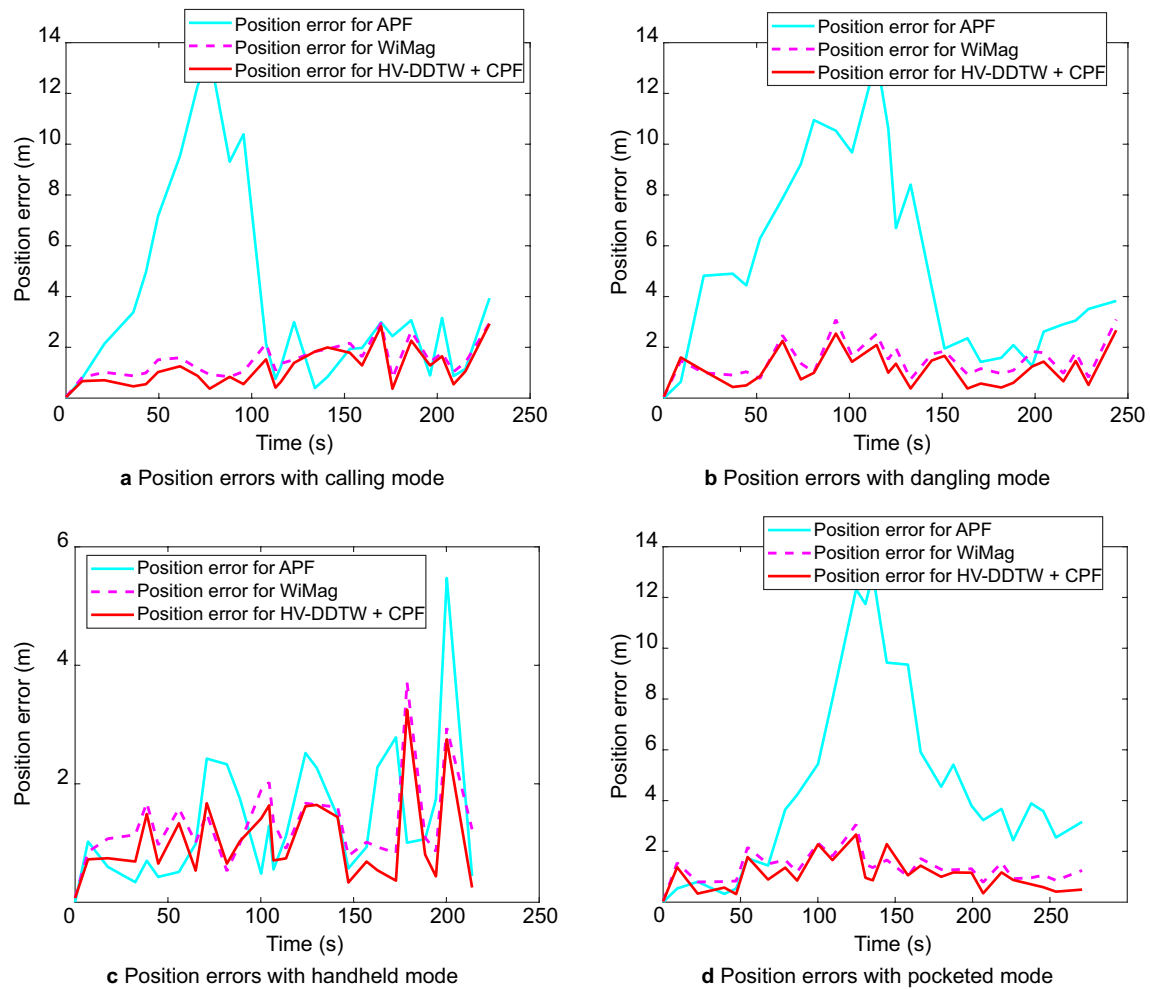 Position error for APF
Position error for WiMag
Position error for HV-DDTW + CPF
14
12
10
8
6
4
2
0
50
100
150
200
250
Position error (m)
Time (s)
a Position errors with calling mode
Position error for APF
Position error for WiMag
Position error for HV-DDTW + CPF
14
12
10
8
6
4
2
0
50
100
150
200
250
Position error (m)
Time (s)
b Position errors with dangling mode
Position error for APF
Position error for WiMag
Position error for HV-DDTW + CPF
6
4
2
0
50
100
150
200
250
Position error (m)
Time (s)
c Position errors with handheld mode
Position error for APF
Position error for WiMag
Position error for HV-DDTW + CPF
14
12
10
8
6
4
2
0
50
100
150
200
250
Position error (m)
Time (s)
d Position errors with pocketed mode